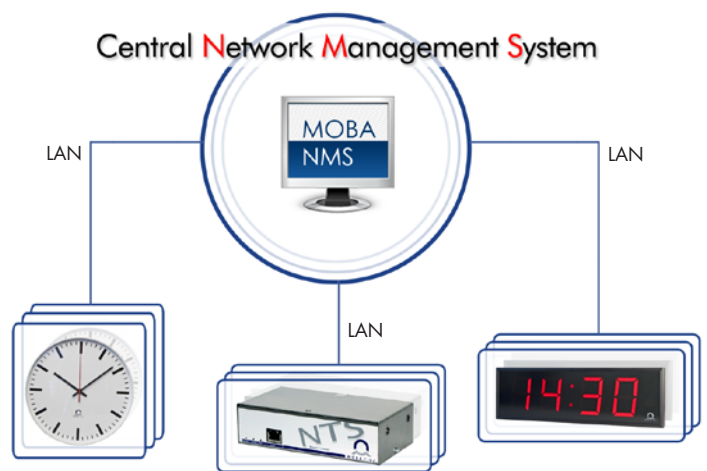 Central Network Management System
MOBA
NMS
LAN
LAN
LAN
NTS
14:30